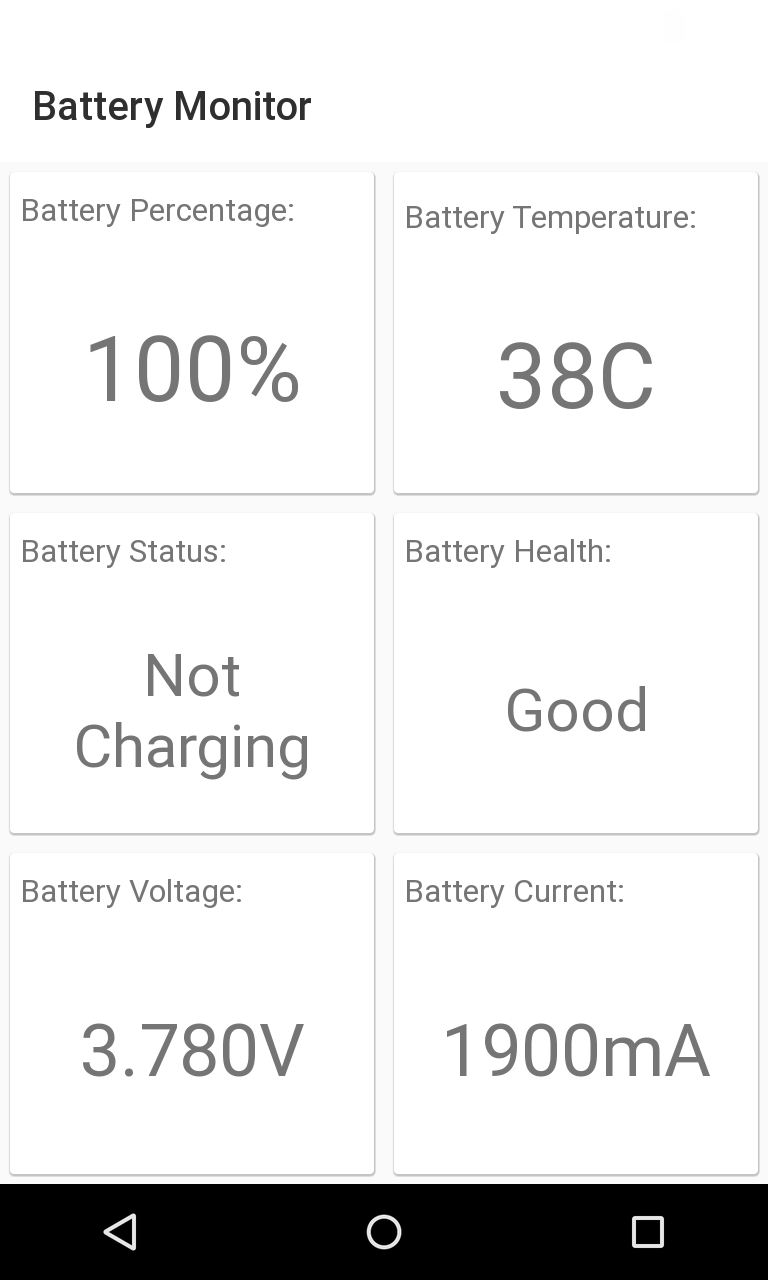 Battery Monitor
Battery Percentage:
100%
Battery Temperature:
38C
Battery Status:
Not
Charging
Battery Health:
Good
Battery Voltage:
3.780V
Battery Current:
1900mA